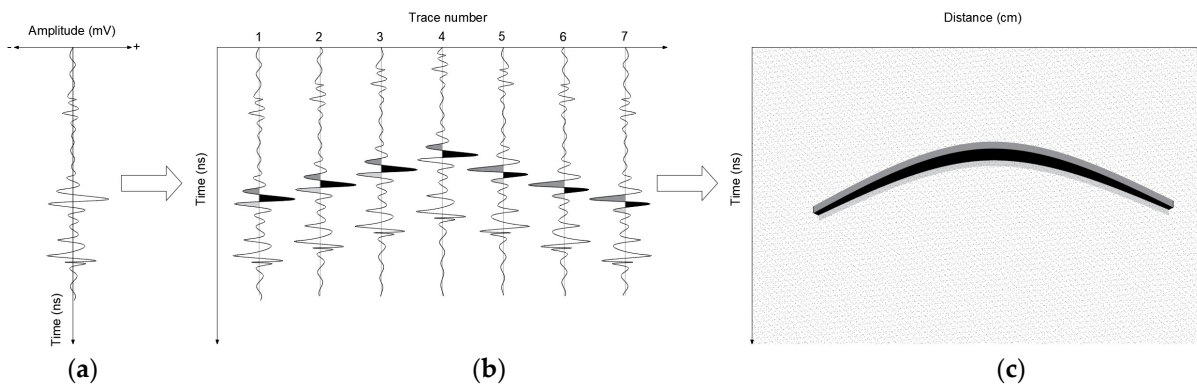 Amplitude (mV)
- +
Time (ns)
(a)
Trace number
1 2 3 4 5 6 7
Time (ns)
(b)
Distance (cm)
Time (ns)
(c)